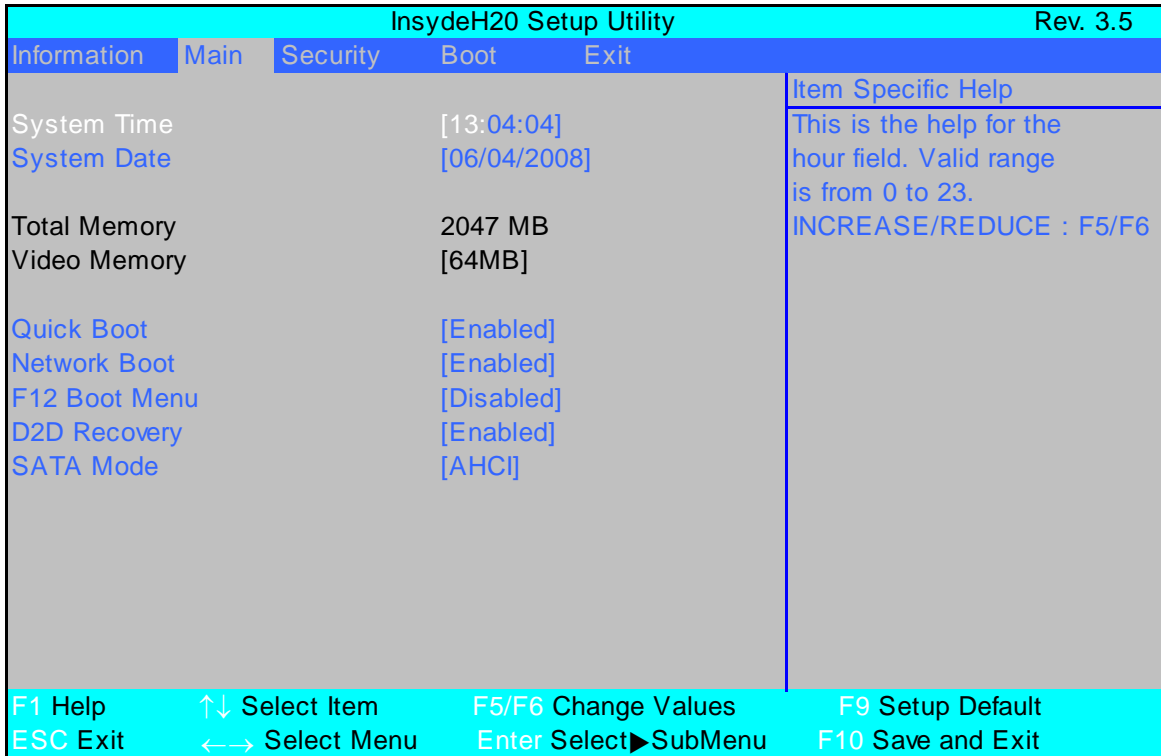 InsydeH20 Setup Utility Rev. 3.5
Information Main Security Boot Exit
Item Specific Help
System Time [13:04:04] This is the help for the
System Date [06/04/2008] hour field. Valid range
is from 0 to 23.
Total Memory 2047 MB INCREASE/REDUCE : F5/F6
Video Memory [64MB]
Quick Boot [Enabled]
Network Boot [Enabled]
F12 Boot Menu [Disabled]
D2D Recovery [Enabled]
SATA Mode [AHCI]
F1 Help ↑↓ Select Item F5/F6 Change Values F9 Setup Default
ESC Exit ←→ Select Menu Enter Select▶SubMenu F10 Save and Exit